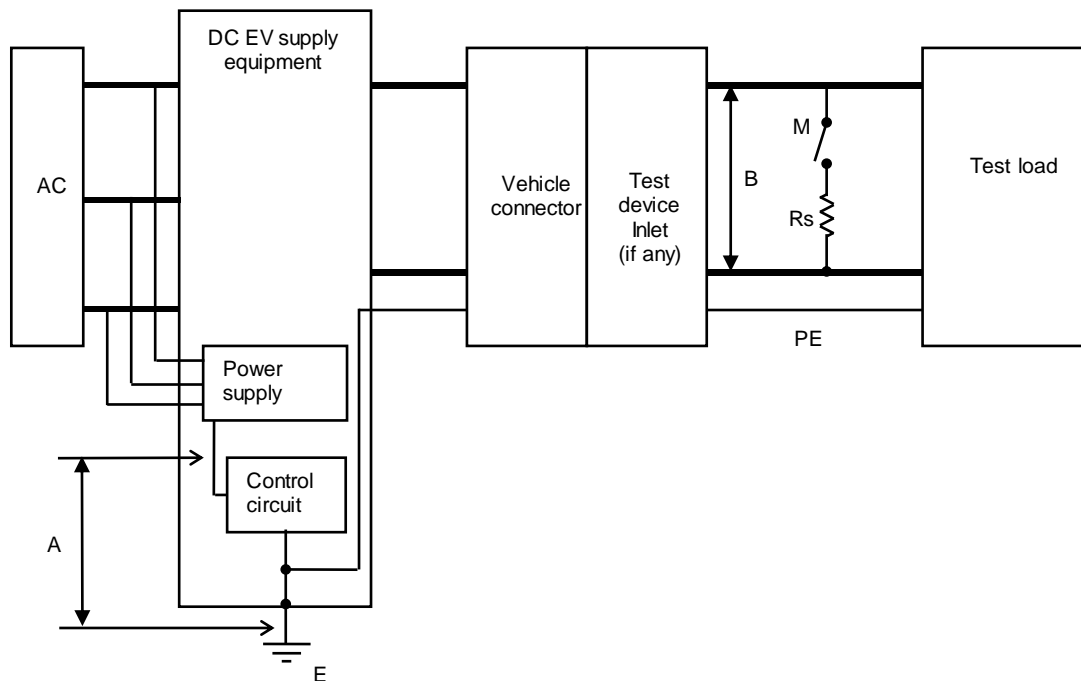 DC EV supply
equipment
AC
Vehicle
connector
Test
device
Inlet
(if any)
B
M
Rs
Test load
PE
Power
supply
Control
circuit
A
E